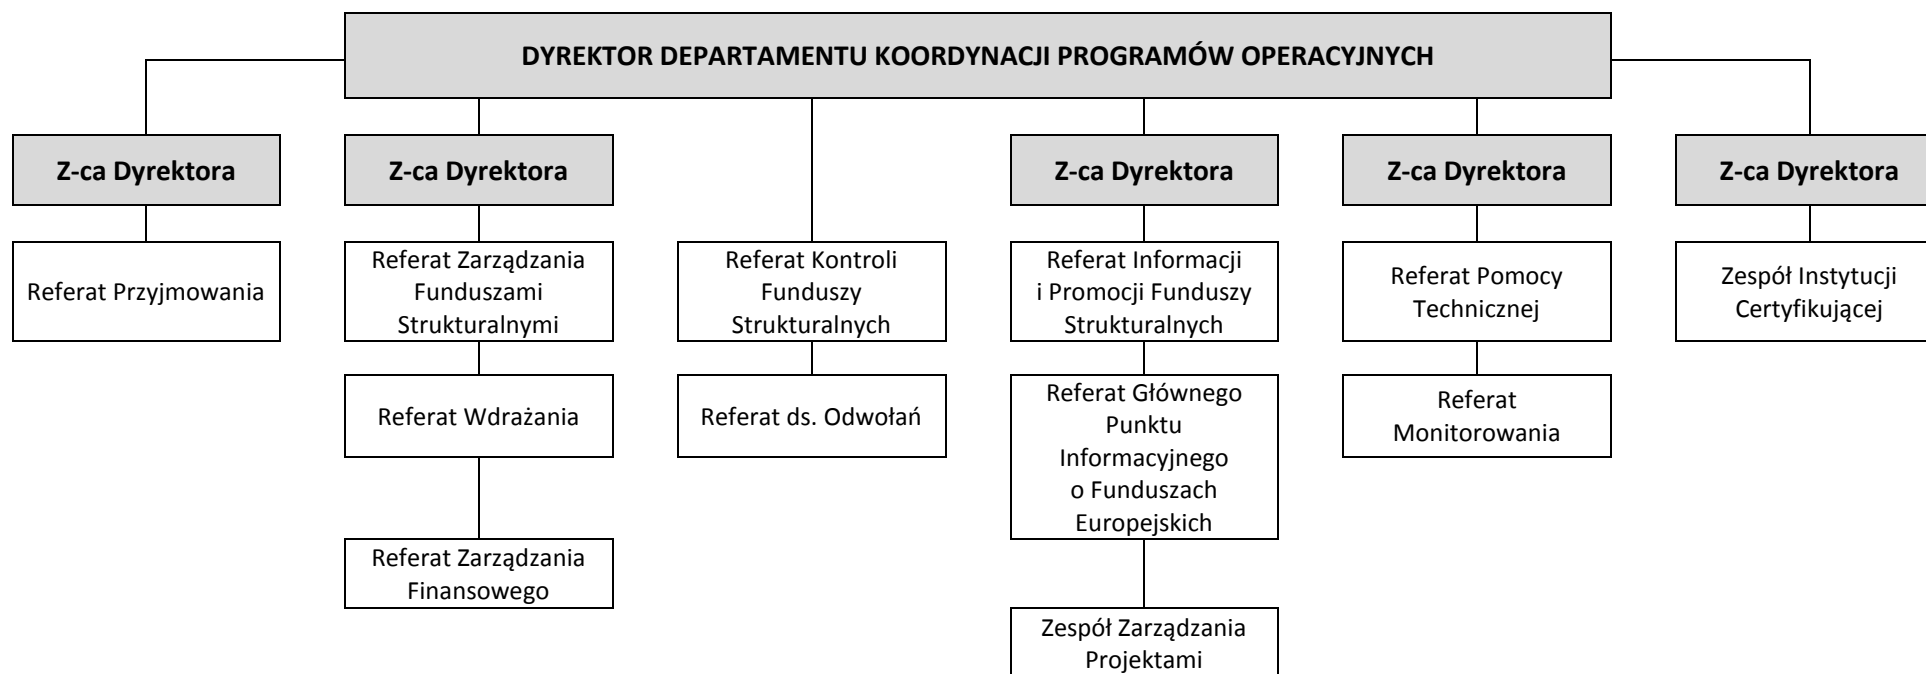 DYREKTOR DEPARTAMENTU KOORDYNACJI PROGRAMÓW OPERACYJNYCH
Z-ca Dyrektora
Z-ca Dyrektora
Z-ca Dyrektora
Z-ca Dyrektora
Z-ca Dyrektora
Referat Przyjmowania
Referat Zarządzania
Funduszami
Strukturalnymi
Referat Kontroli
Funduszy
Strukturalnych
Referat Informacji
i Promocji Funduszy
Strukturalnych
Referat Pomocy
Technicznej
Zespół Instytucji
Certyfikującej
Referat Wdrażania
Referat ds. Odwołań
Referat Głównego
Punktu
Informacyjnego
o Funduszach
Europejskich
Referat
Monitorowania
Referat Zarządzania
Finansowego
Zespół Zarządzania
Projektami